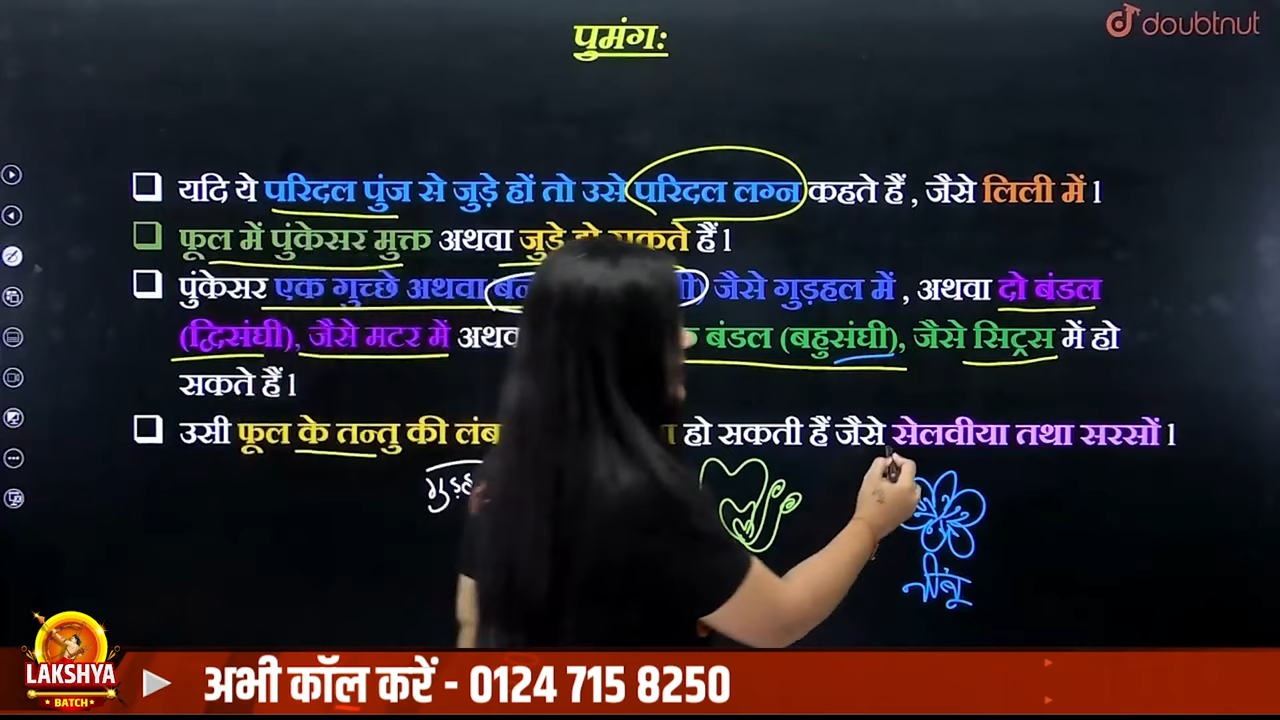 पुमंग:
doubtnut
यदि ये परिदल पुंज से जुड़े हों तो उसे परिदल लग्न कहते हैं , जैसे लिली में l
फूल में पुंकेसर मुक्त अथवा जुड़े हो सकते हैं l
पुंकेसर एक गुच्छे अथवा जैसे गुड़हल में , अथवा दो बंडल
(द्विसंघी), जैसे मटर में बंडल (बहुसंघी), जैसे सिट्रस में हो
सकते हैं l
उसी फूल के तन्तु की हो सकती हैं जैसे सेलवीया तथा सरसों l
नींबू
LAKSHYA
BATCH
अभी कॉल करें - 0124 715 8250